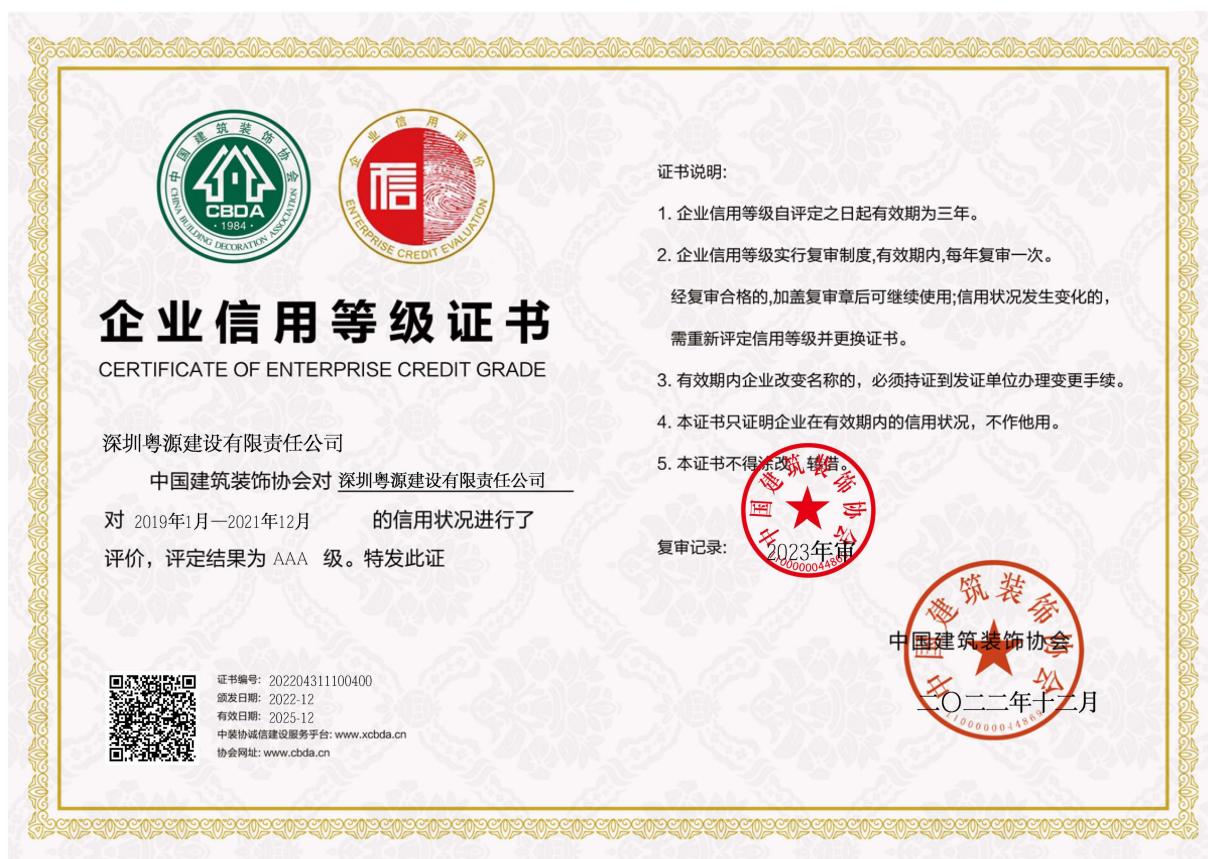 中国建筑装饰协会
CBDA
·1984·
CHINA BUILDING DECORATION ASSOCIATION
企业信用评价
信
ENTERPRISE CREDIT EVALUATION
企业信用等级证书
CERTIFICATE OF ENTERPRISE CREDIT GRADE
深圳粤源建设有限责任公司
中国建筑装饰协会对 深圳粤源建设有限责任公司
对 2019年1月—2021年12月 的信用状况进行了
评价，评定结果为 AAA 级。特发此证
证书编号: 202204311100400
颁发日期: 2022-12
有效日期: 2025-12
中装协诚信建设服务平台: www.xcbda.cn
协会网址: www.cbda.cn
证书说明:
1. 企业信用等级自评定之日起有效期为三年。
2. 企业信用等级实行复审制度,有效期内,每年复审一次。
经复审合格的,加盖复审章后可继续使用;信用状况发生变化的,
需重新评定信用等级并更换证书。
3. 有效期内企业改变名称的，必须持证到发证单位办理变更手续。
4. 本证书只证明企业在有效期内的信用状况，不作他用。
5. 本证书不得涂改、转借。
复审记录:
中国建筑装饰协会
2023年审
中国建筑装饰协会
二〇二二年十二月
中国建筑装饰协会
1100000044869